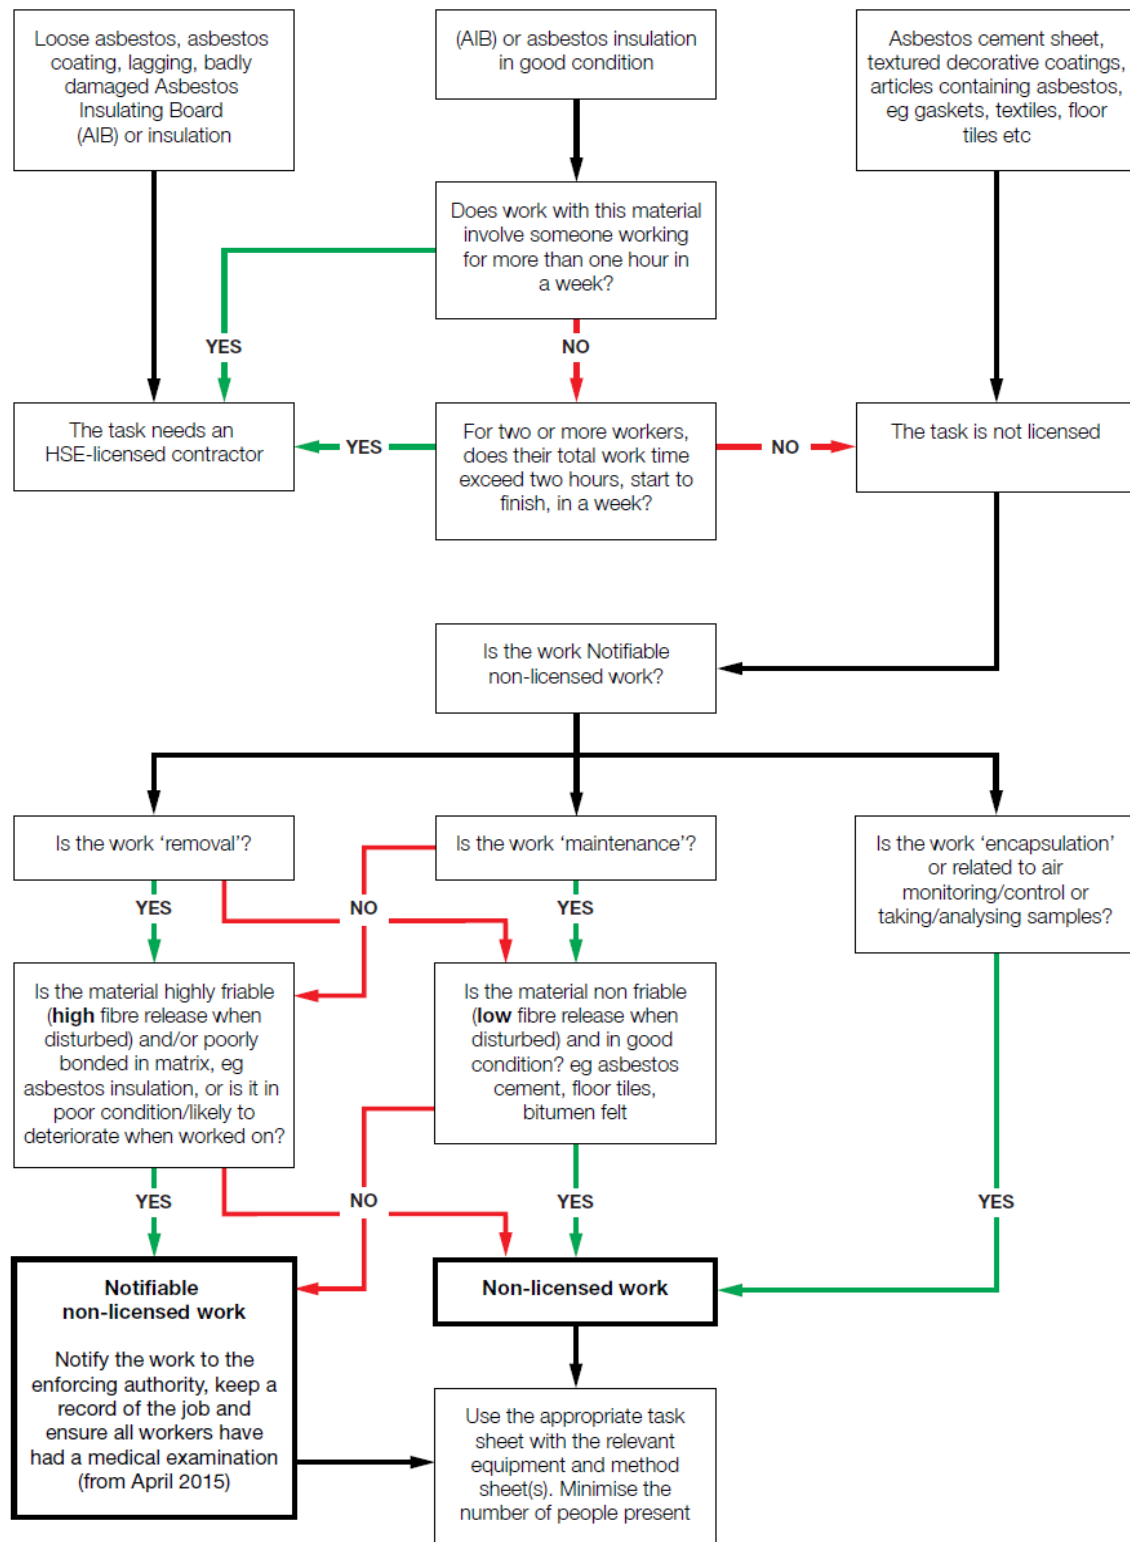 Loose asbestos, asbestos
coating, lagging, badly
damaged Asbestos
Insulating Board
(AIB) or insulation
(AIB) or asbestos insulation
in good condition
Asbestos cement sheet,
textured decorative coatings,
articles containing asbestos,
eg gaskets, textiles, floor
tiles etc
Does work with this material
involve someone working
for more than one hour in
a week?
YES
NO
The task needs an
HSE-licensed contractor
YES
For two or more workers,
does their total work time
exceed two hours, start to
finish, in a week?
NO
The task is not licensed
Is the work Notifiable
non-licensed work?
Is the work ‘removal’?
Is the work ‘maintenance’?
Is the work ‘encapsulation’
or related to air
monitoring/control or
taking/analysing samples?
YES
NO
YES
Is the material highly friable
(high fibre release when
disturbed) and/or poorly
bonded in matrix, eg
asbestos insulation, or is it in
poor condition/likely to
deteriorate when worked on?
Is the material non friable
(low fibre release when
disturbed) and in good
condition? eg asbestos
cement, floor tiles,
bitumen felt
YES
NO
YES
YES
Notifiable
non-licensed work
Notify the work to the
enforcing authority, keep a
record of the job and
ensure all workers have
had a medical examination
(from April 2015)
Non-licensed work
Use the appropriate task
sheet with the relevant
equipment and method
sheet(s). Minimise the
number of people present